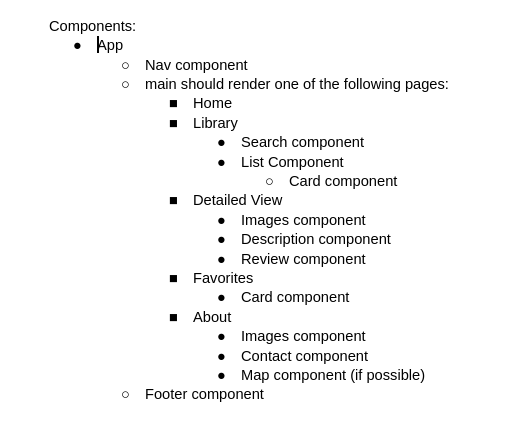 Components:
● App
○ Nav component
○ main should render one of the following pages:
■ Home
■ Library
● Search component
● List Component
○ Card component
■ Detailed View
● Images component
● Description component
● Review component
■ Favorites
● Card component
■ About
● Images component
● Contact component
● Map component (if possible)
○ Footer component